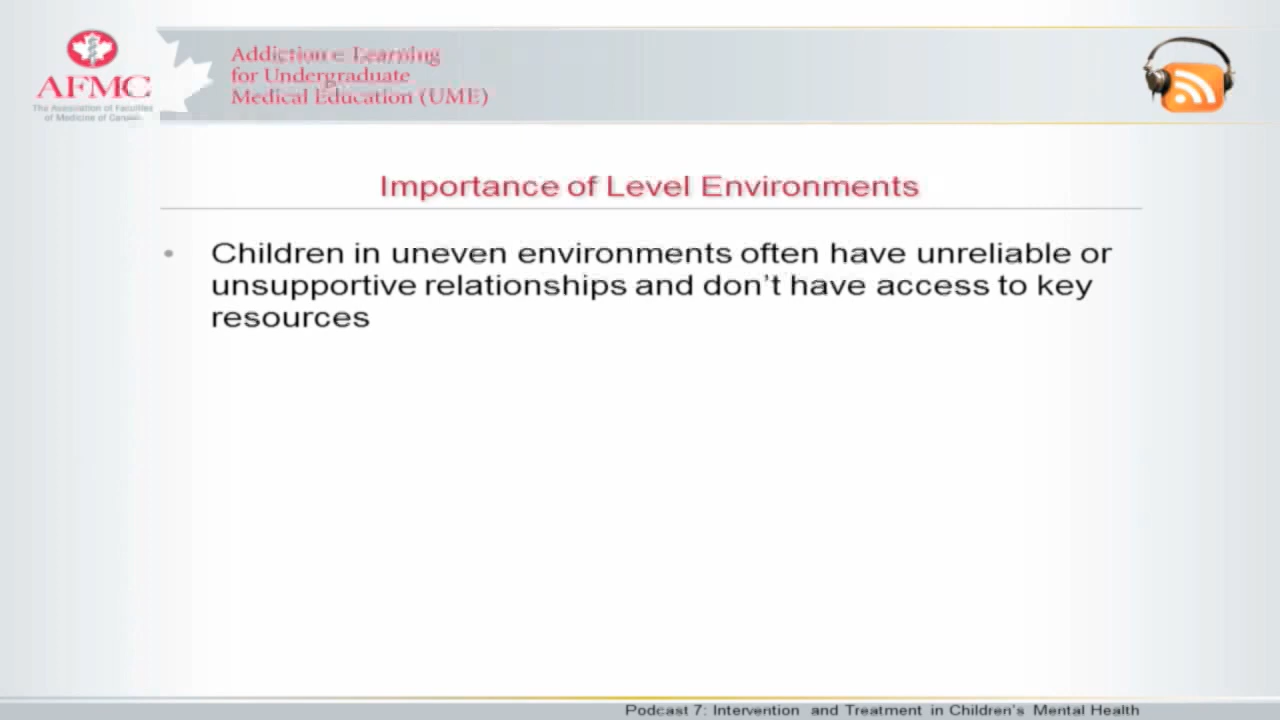 AFMC
The Association of Faculties
of Medicine of Canada
Addiction e-Learning
for Undergraduate
Medical Education (UME)
Importance of Level Environments
• Children in uneven environments often have unreliable or
unsupportive relationships and don't have access to key
resources
Podcast 7: Intervention and Treatment in Children's Mental Health